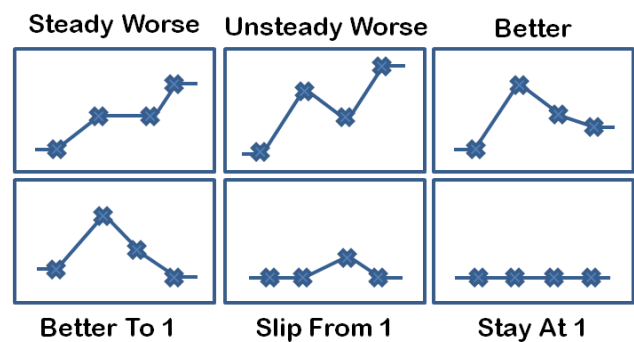 Steady Worse
Unsteady Worse
Better
Better To 1
Slip From 1
Stay At 1